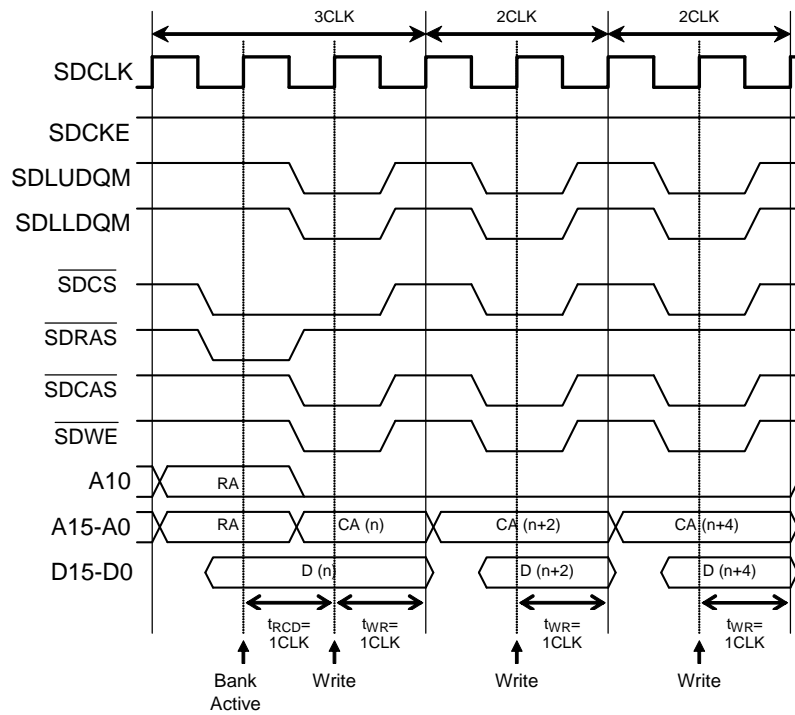 3CLK 2CLK 2CLK
SDCLK
SDCKE
SDLUDQM
SDLLDQM
SDCS
SDRAS
SDCAS
SDWE
A10 RA
A15-A0 RA CA (n) CA (n+2) CA (n+4)
D15-D0 D (n) D (n+2) D (n+4)
tRCD= tWR= tWR= tWR=
1CLK 1CLK 1CLK 1CLK
Bank Write Write Write
Active